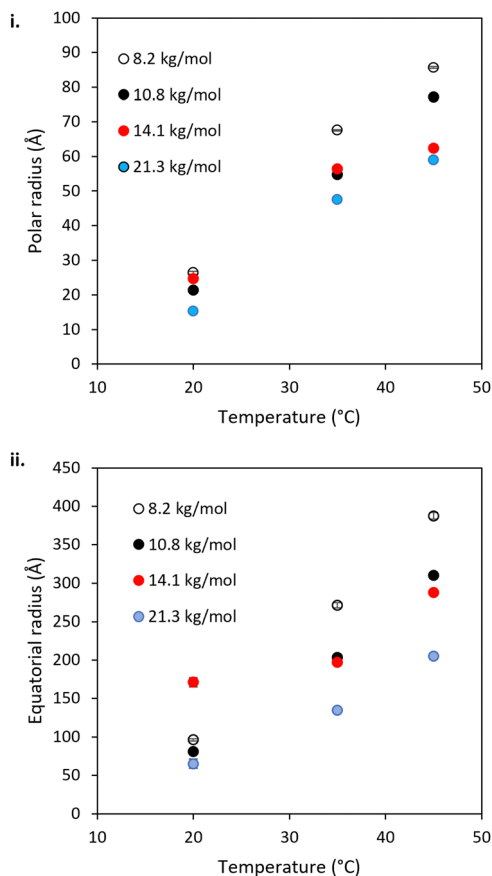 i.
100
90
80
70
60
50
40
30
20
10
0
Polar radius (Å)
8.2 kg/mol
10.8 kg/mol
14.1 kg/mol
21.3 kg/mol
10 20 30 40 50
Temperature (°C)
ii.
450
400
350
300
250
200
150
100
50
0
Equatorial radius (Å)
8.2 kg/mol
10.8 kg/mol
14.1 kg/mol
21.3 kg/mol
10 20 30 40 50
Temperature (°C)